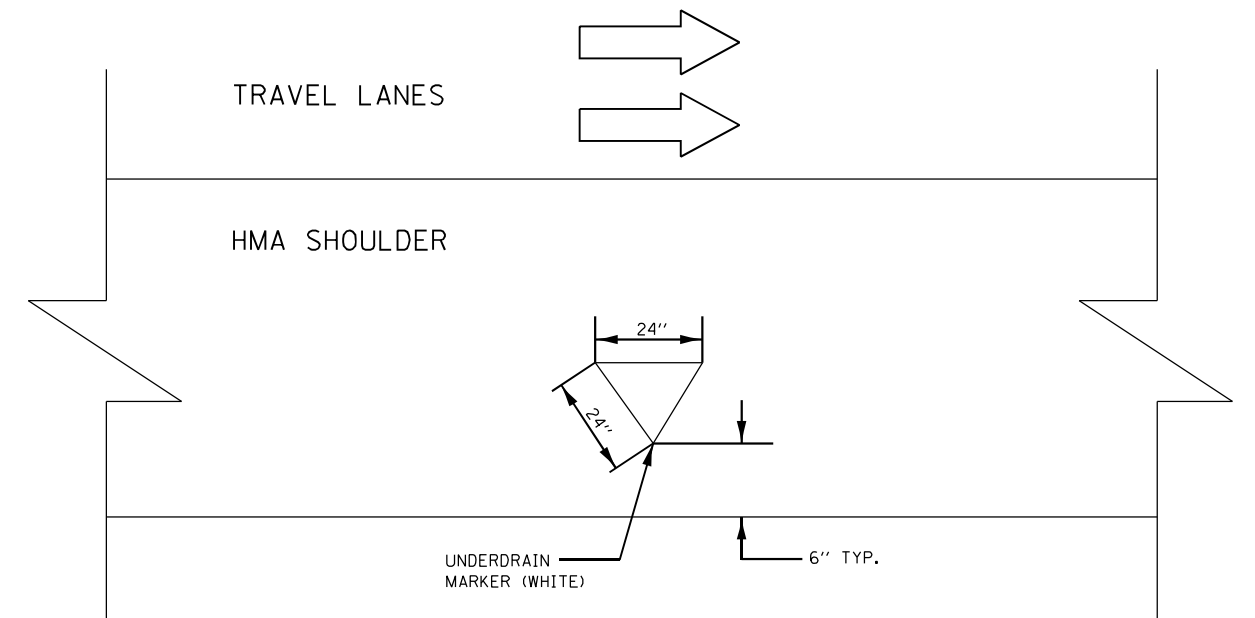 TRAVEL LANES
HMA SHOULDER
24''
24''
UNDERDRAIN
MARKER (WHITE)
6'' TYP.